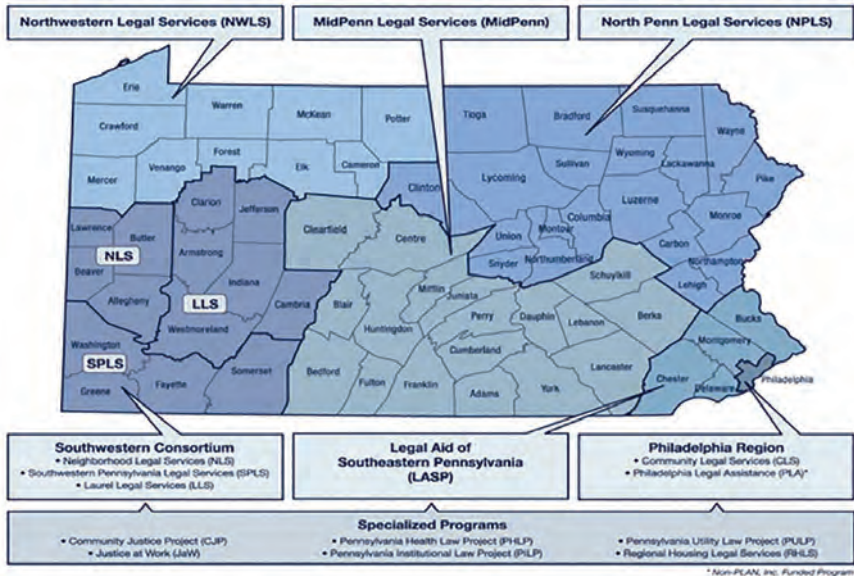 Northwestern Legal Services (NWLS)
MidPenn Legal Services (MidPenn)
North Penn Legal Services (NPLS)
Erie
Warren
McKean
Potter
Tioga
Bradford
Susquehanna
Wayne
Crawford
Forest
Elk
Cameron
Sullivan
Wyoming
Lackawanna
Mercer
Venango
Clinton
Lycoming
Pike
Clarion
Jefferson
Luzerne
Monroe
Lawrence
Butler
Clearfield
Centre
Union
Montour
Columbia
Carbon
NLS
Armstrong
Snyder
Northumberland
Northampton
Beaver
Indiana
Mifflin
Juniata
Schuylkill
Lehigh
Allegheny
LLS
Cambria
Blair
Perry
Dauphin
Lebanon
Berks
Bucks
Westmoreland
Huntingdon
Montgomery
Washington
Cumberland
SPLS
Bedford
Lancaster
Chester
Philadelphia
Greene
Fayette
Somerset
Fulton
Franklin
Adams
York
Delaware
Southwestern Consortium
• Neighborhood Legal Services (NLS)
• Southwestern Pennsylvania Legal Services (SPLS)
• Laurel Legal Services (LLS)
Legal Aid of
Southeastern Pennsylvania
(LASP)
Philadelphia Region
• Community Legal Services (CLS)
• Philadelphia Legal Assistance (PLA)*
Specialized Programs
• Community Justice Project (CJP)
• Justice at Work (JaW)
• Pennsylvania Health Law Project (PHLP)
• Pennsylvania Institutional Law Project (PILP)
• Pennsylvania Utility Law Project (PULP)
• Regional Housing Legal Services (RHLS)
* Non-PLAN, Inc. Funded Program